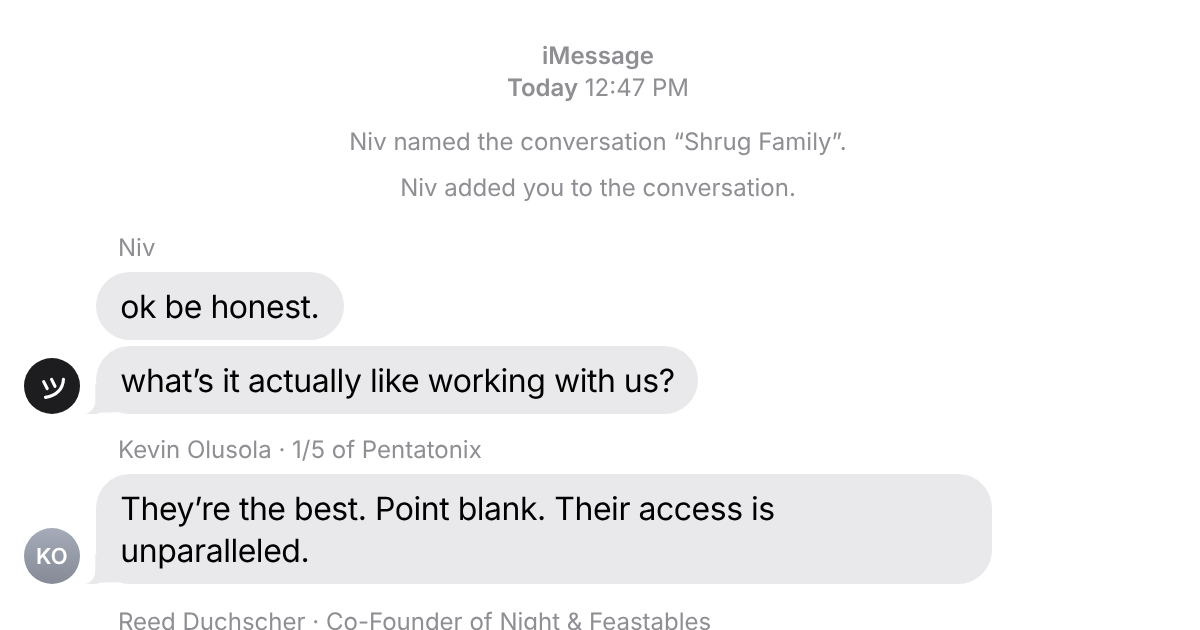 iMessage
Today 12:47 PM
Niv named the conversation “Shrug Family”.
Niv added you to the conversation.
Niv
ok be honest.
what’s it actually like working with us?
ツ
Kevin Olusola · 1/5 of Pentatonix
They’re the best. Point blank. Their access is
unparalleled.
KO
Reed Duchscher · Co-Founder of Night & Feastables